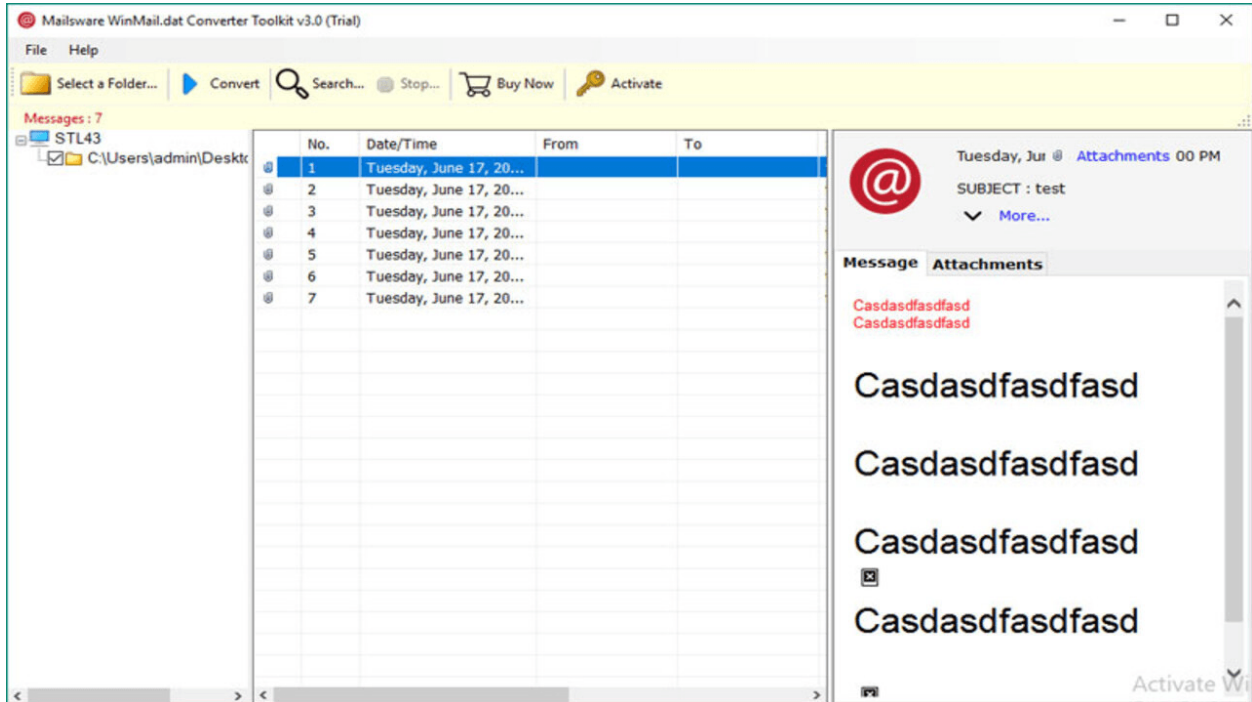 Mailsware WinMail.dat Converter Toolkit v3.0 (Trial)
File Help
Select a Folder... Convert Search... Stop... Buy Now Activate
Messages : 7
STL43
C:\Users\admin\Deskto
No. Date/Time From To
1 Tuesday, June 17, 20...
2 Tuesday, June 17, 20...
3 Tuesday, June 17, 20...
4 Tuesday, June 17, 20...
5 Tuesday, June 17, 20...
6 Tuesday, June 17, 20...
7 Tuesday, June 17, 20...
Tuesday, Jun Attachments 00 PM
SUBJECT : test
More...
Message Attachments
Casdasdfasdfasd
Casdasdfasdfasd
Casdasdfasdfasd
Casdasdfasdfasd
Casdasdfasdfasd
Casdasdfasdfasd
Activate Wi